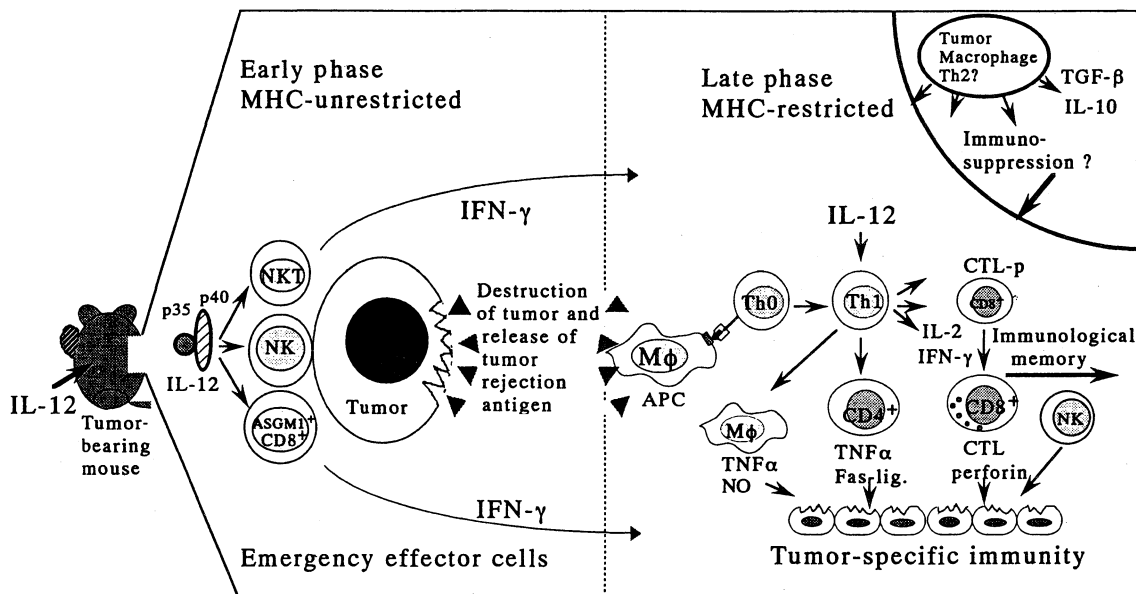 Early phase
MHC-unrestricted
Late phase
MHC-restricted
Tumor
Macrophage
Th2?
TGF-β
IL-10
Immuno-
suppression ?
IL-12
Tumor-
bearing
mouse
p35
p40
IL-12
NKT
NK
ASGM1+
CD8+
IFN-γ
IFN-γ
Tumor
Destruction
of tumor and
release of
tumor
rejection
antigen
Mϕ
APC
Th0
IL-12
Th1
IL-2
IFN-γ
CTL-p
CD8+
Immunological
memory
Mϕ
TNFα
NO
CD4+
TNFα
Fas lig.
CD8+
CTL
perforin
NK
Emergency effector cells
Tumor-specific immunity